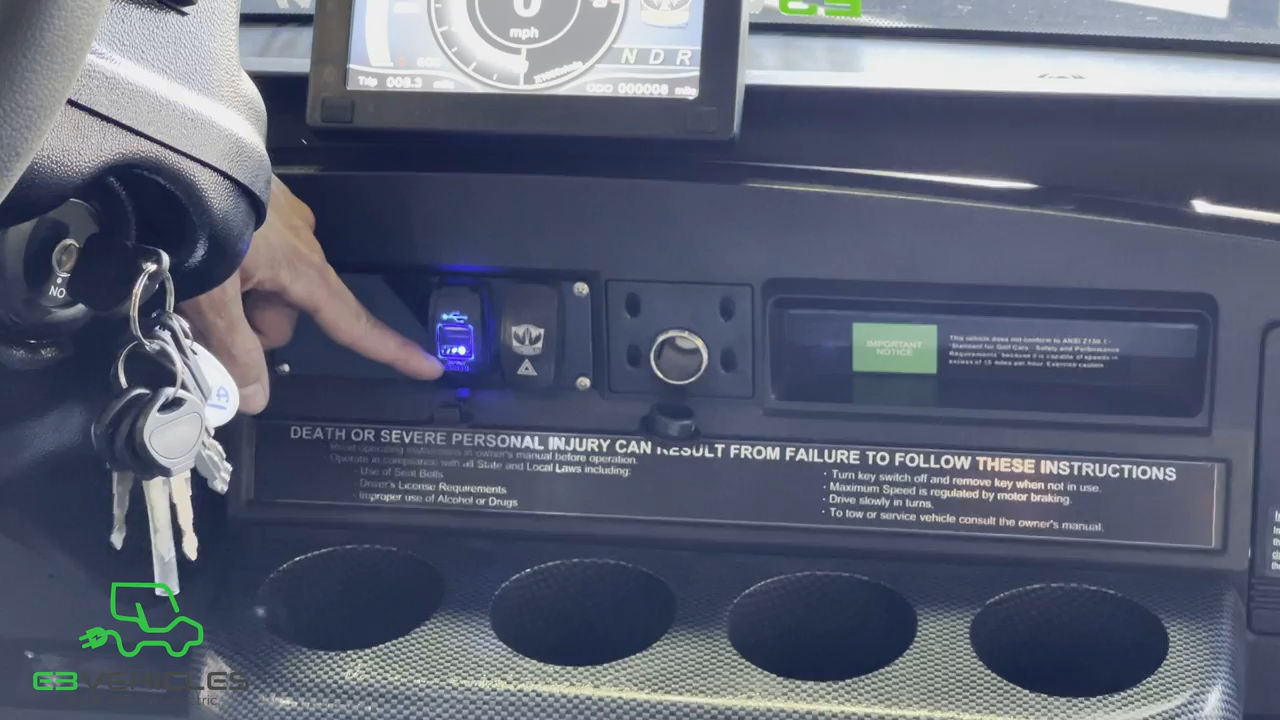 mph
N D R
Trip 009.3 mile
ODO 000008 mile
NO
IMPORTANT
NOTICE
This vehicle does not conform to ANSI Z130.1 -
"Standard for Golf Cars - Safety and Performance
Requirements" because it is capable of speeds in
excess of 15 miles per hour. Exercise caution
DEATH OR SEVERE PERSONAL INJURY CAN RESULT FROM FAILURE TO FOLLOW THESE INSTRUCTIONS
operating instructions in owner's manual before operation.
Operate in compliance with all State and Local Laws including:
· Use of Seat Belts
· Driver's License Requirements
· Improper use of Alcohol or Drugs
· Turn key switch off and remove key when not in use.
· Maximum Speed is regulated by motor braking.
· Drive slowly in turns.
· To tow or service vehicle consult the owner's manual.
E3 VEHICLES